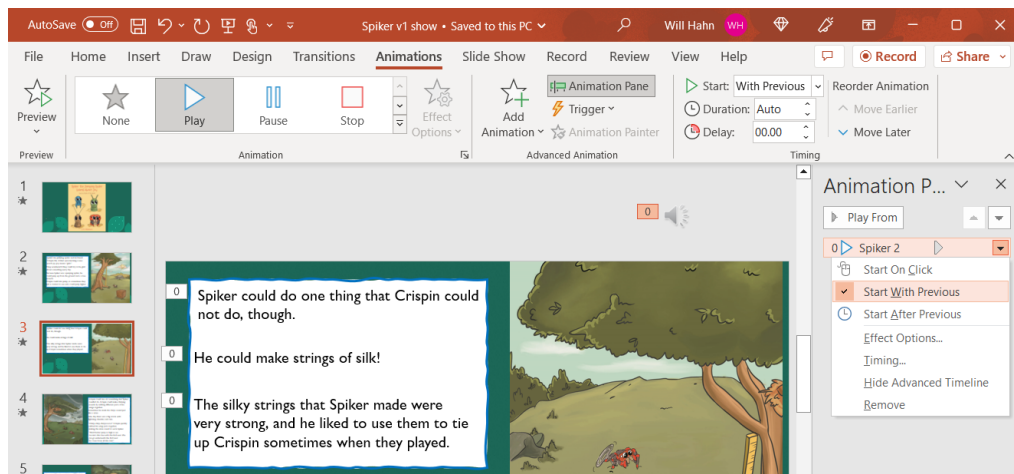 AutoSave Off Spiker v1 show • Saved to this PC Will Hahn WH
File Home Insert Draw Design Transitions Animations Slide Show Record Review View Help Record Share
Preview
None Play Pause Stop
Effect Options
Add Animation
Animation Pane
Trigger
Animation Painter
Start: With Previous
Duration: Auto
Delay: 00.00
Reorder Animation
Move Earlier
Move Later
Preview Animation Advanced Animation Timing
1
2
3
4
5
0
0
Spiker could do one thing that Crispin could
not do, though.
0
He could make strings of silk!
0
The silky strings that Spiker made were
very strong, and he liked to use them to tie
up Crispin sometimes when they played.
Animation P...
Play From
0 Spiker 2
Start On Click
Start With Previous
Start After Previous
Effect Options...
Timing...
Hide Advanced Timeline
Remove